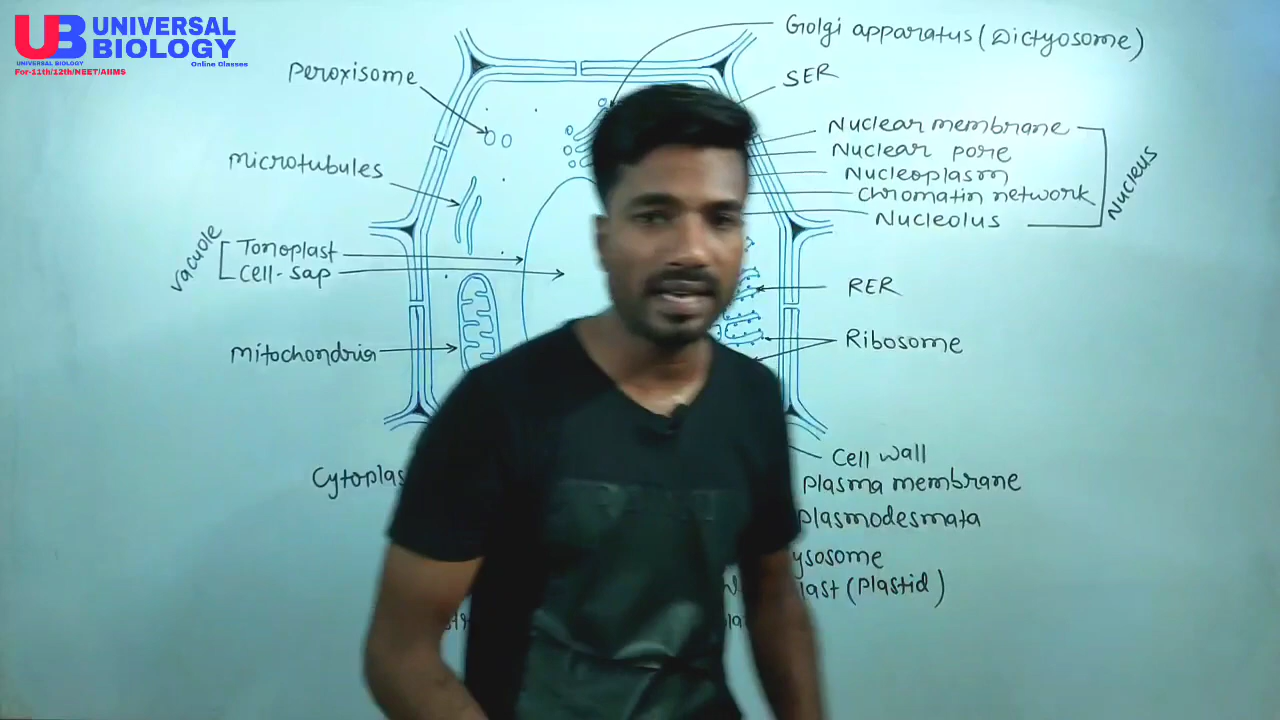 UB UNIVERSAL
BIOLOGY
UNIVERSAL BIOLOGY
Online Classes
For-11th/12th/NEET/AIIMS
Golgi apparatus (Dictyosome)
Peroxisome
SER
Nuclear membrane
Nuclear pore
Nucleoplasm
Chromatin network
Nucleolus
Nucleus
Microtubules
Vacuole
Tonoplast
Cell-Sap
RER
Ribosome
Mitochondria
Cell wall
Plasma membrane
Plasmodesmata
Cytoplas
ysosome
last (Plastid)